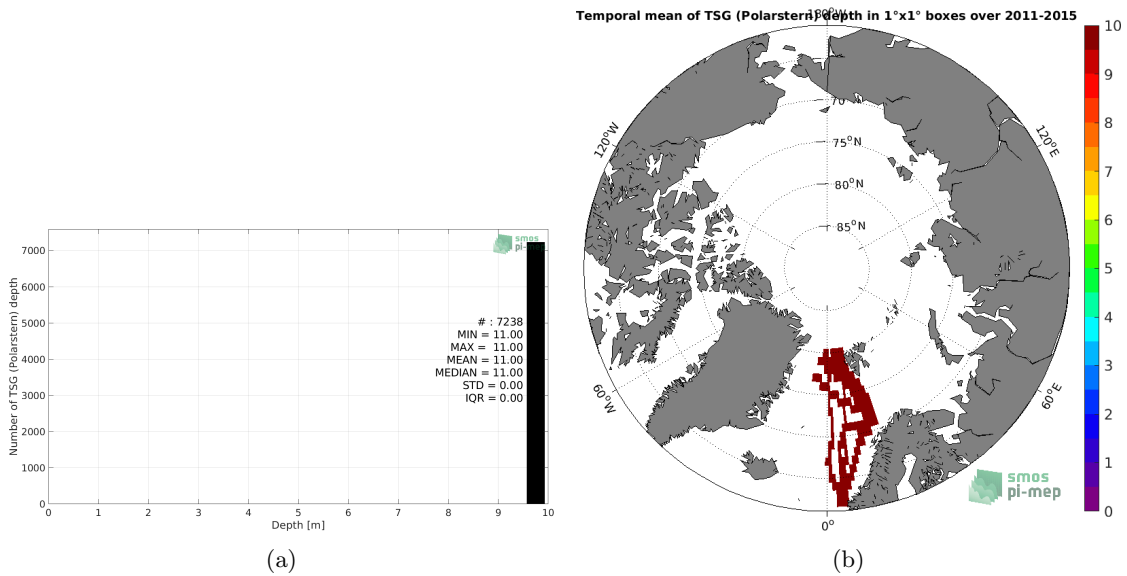 Number of TSG (Polarstern) depth
7000
6000
5000
4000
3000
2000
1000
0
smos
pi-mep
# : 7238
MIN = 11.00
MAX = 11.00
MEAN = 11.00
MEDIAN = 11.00
STD = 0.00
IQR = 0.00
0 1 2 3 4 5 6 7 8 9 10
Depth [m]
(a)
Temporal mean of TSG (Polarstern) depth in 1°x1° boxes over 2011-2015
180°W
120°W
120°E
70°N
75°N
80°N
85°N
60°W
60°E
0°
smos
pi-mep
10
9
8
7
6
5
4
3
2
1
0
(b)